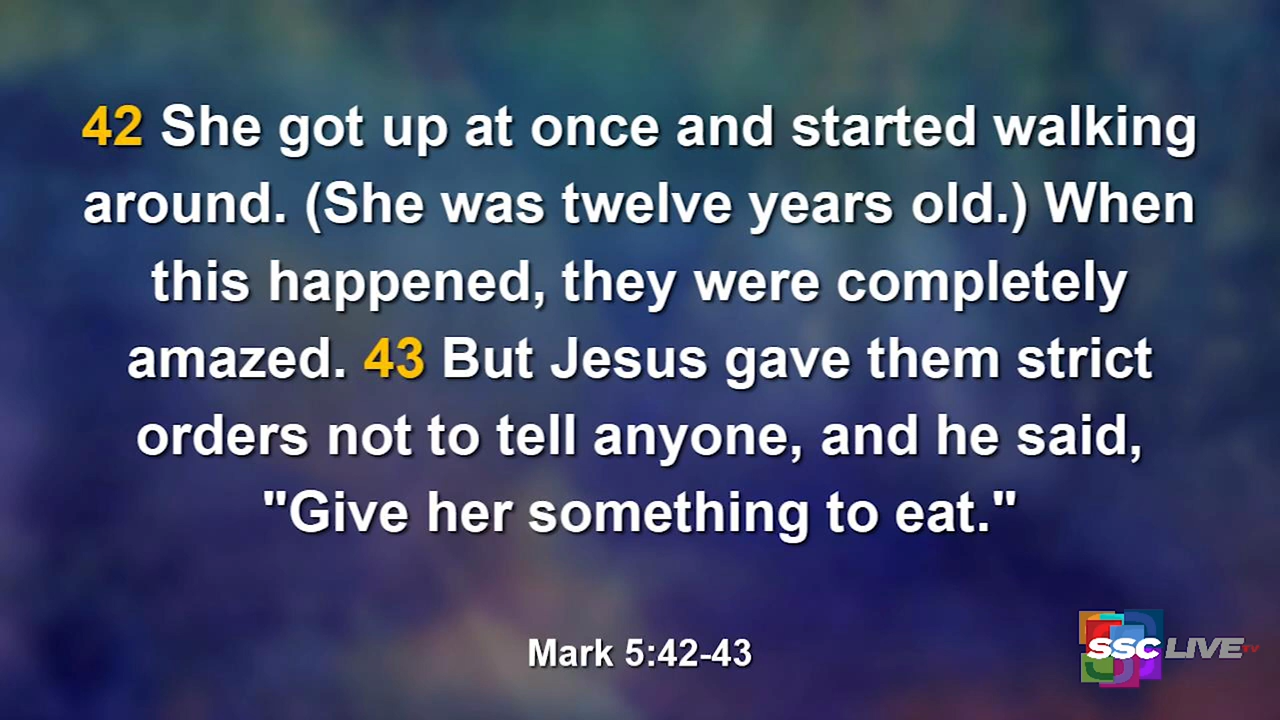 42 She got up at once and started walking
around. (She was twelve years old.) When
this happened, they were completely
amazed. 43 But Jesus gave them strict
orders not to tell anyone, and he said,
"Give her something to eat."
Mark 5:42-43
SSC LIVE TV